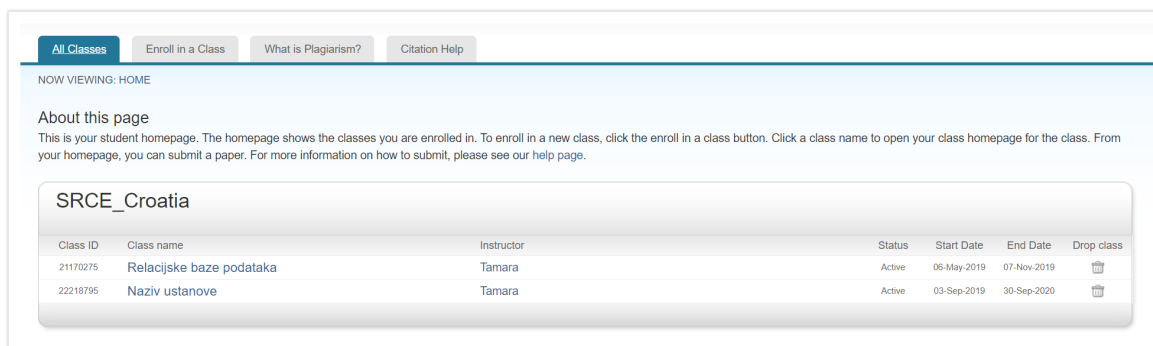 All Classes Enroll in a Class What is Plagiarism? Citation Help
NOW VIEWING: HOME
About this page
This is your student homepage. The homepage shows the classes you are enrolled in. To enroll in a new class, click the enroll in a class button. Click a class name to open your class homepage for the class. From
your homepage, you can submit a paper. For more information on how to submit, please see our help page.
SRCE_Croatia
Class ID Class name Instructor Status Start Date End Date Drop class
21170275 Relacijske baze podataka Tamara Active 06-May-2019 07-Nov-2019
22218795 Naziv ustanove Tamara Active 03-Sep-2019 30-Sep-2020